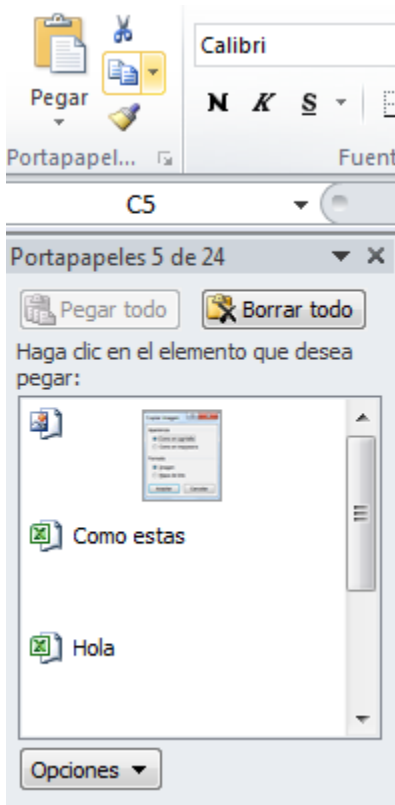 Calibri
Pegar
N K S
Portapapel...
Fuent
C5
Portapapeles 5 de 24
Pegar todo
Borrar todo
Haga clic en el elemento que desea
pegar:
Como estas
Hola
Opciones